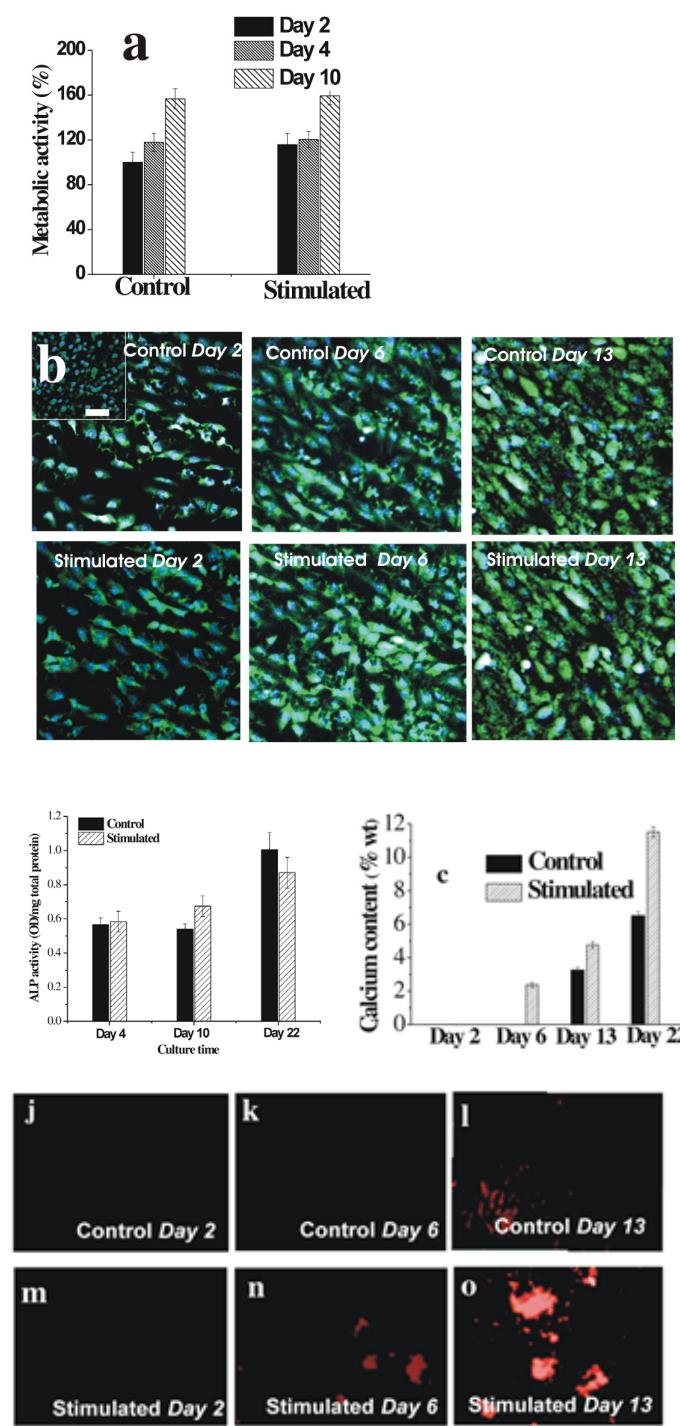 a
Day 2
Day 4
Day 10
Metabolic activity (%)
200
160
120
80
40
0
Control
Stimulated
b
Control Day 2
Control Day 6
Control Day 13
Stimulated Day 2
Stimulated Day 6
Stimulated Day 13
ALP activity (OD/mg total protein)
1.2
1.0
0.8
0.6
0.4
0.2
0.0
Control
Stimulated
Day 4
Day 10
Day 22
Culture time
c
Calcium content (% wt)
12
10
8
6
4
2
0
Control
Stimulated
Day 2
Day 6
Day 13
Day 22
j
Control Day 2
k
Control Day 6
l
Control Day 13
m
Stimulated Day 2
n
Stimulated Day 6
o
Stimulated Day 13